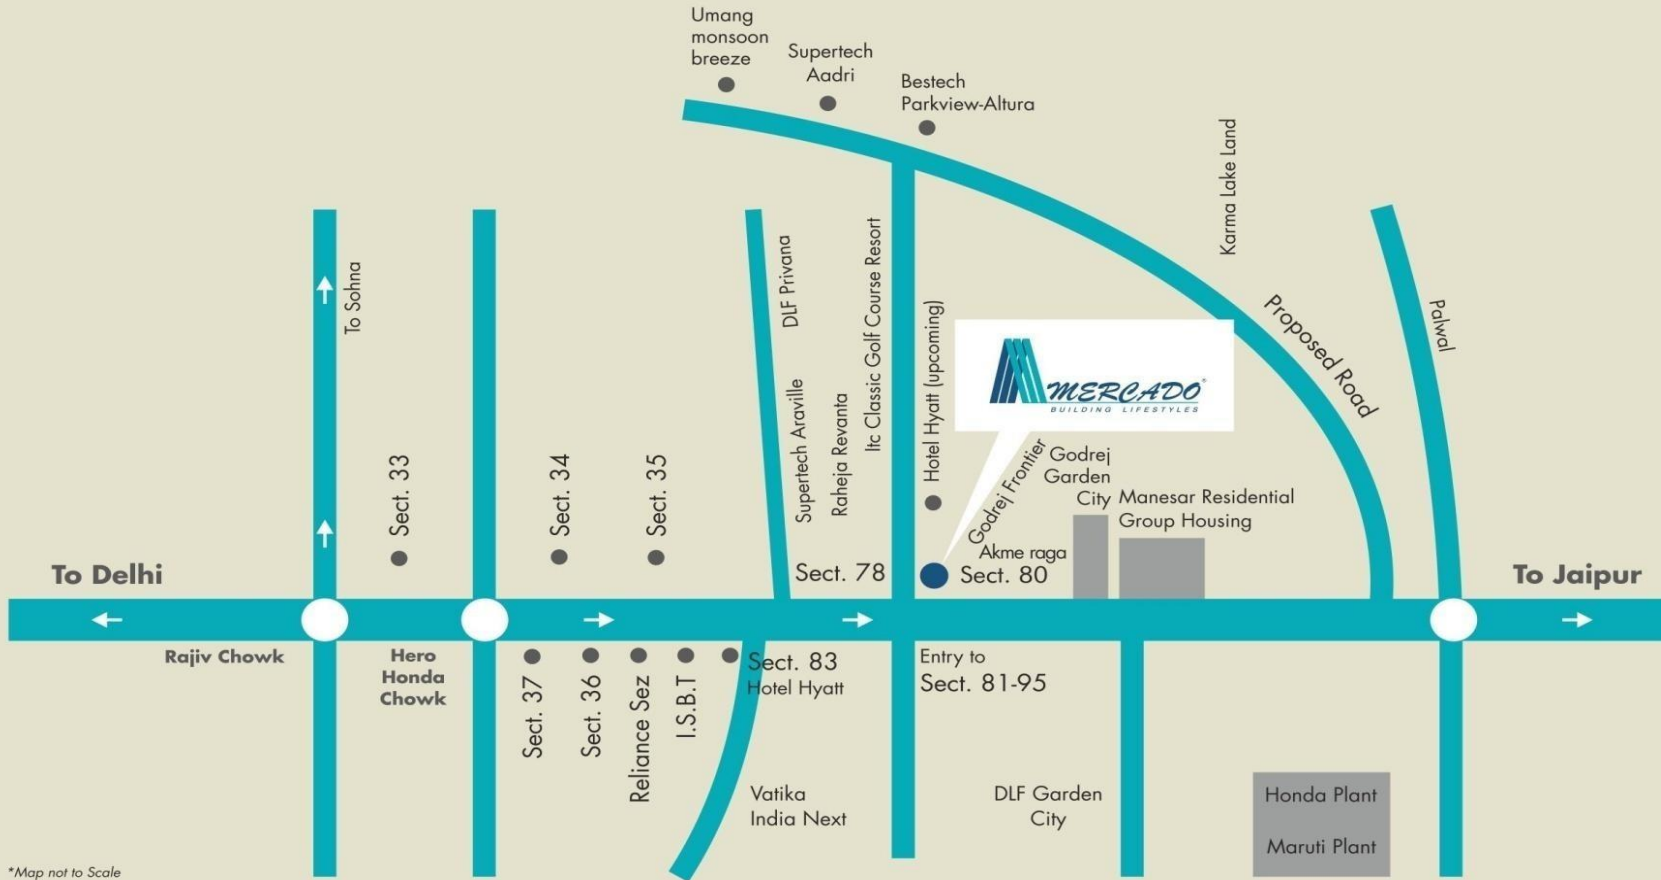 Umang
monsoon
breeze
Supertech
Aadri
Bestech
Parkview-Altura
Karma Lake Land
To Sohna
DLF Privana
Itc Classic Golf Course Resort
Hotel Hyatt (upcoming)
MERCADO®
BUILDING LIFESTYLES
Proposed Road
Palwal
Supertech Araville
Raheja Revanta
Godrej Frontier
Godrej
Garden
City
Manesar Residential
Group Housing
Sect. 33
Sect. 34
Sect. 35
Akme raga
Sect. 78
Sect. 80
To Delhi
To Jaipur
Rajiv Chowk
Hero
Honda
Chowk
Sect. 37
Sect. 36
Reliance Sez
I.S.B.T
Sect. 83
Hotel Hyatt
Entry to
Sect. 81-95
Vatika
India Next
DLF Garden
City
Honda Plant
Maruti Plant
*Map not to Scale